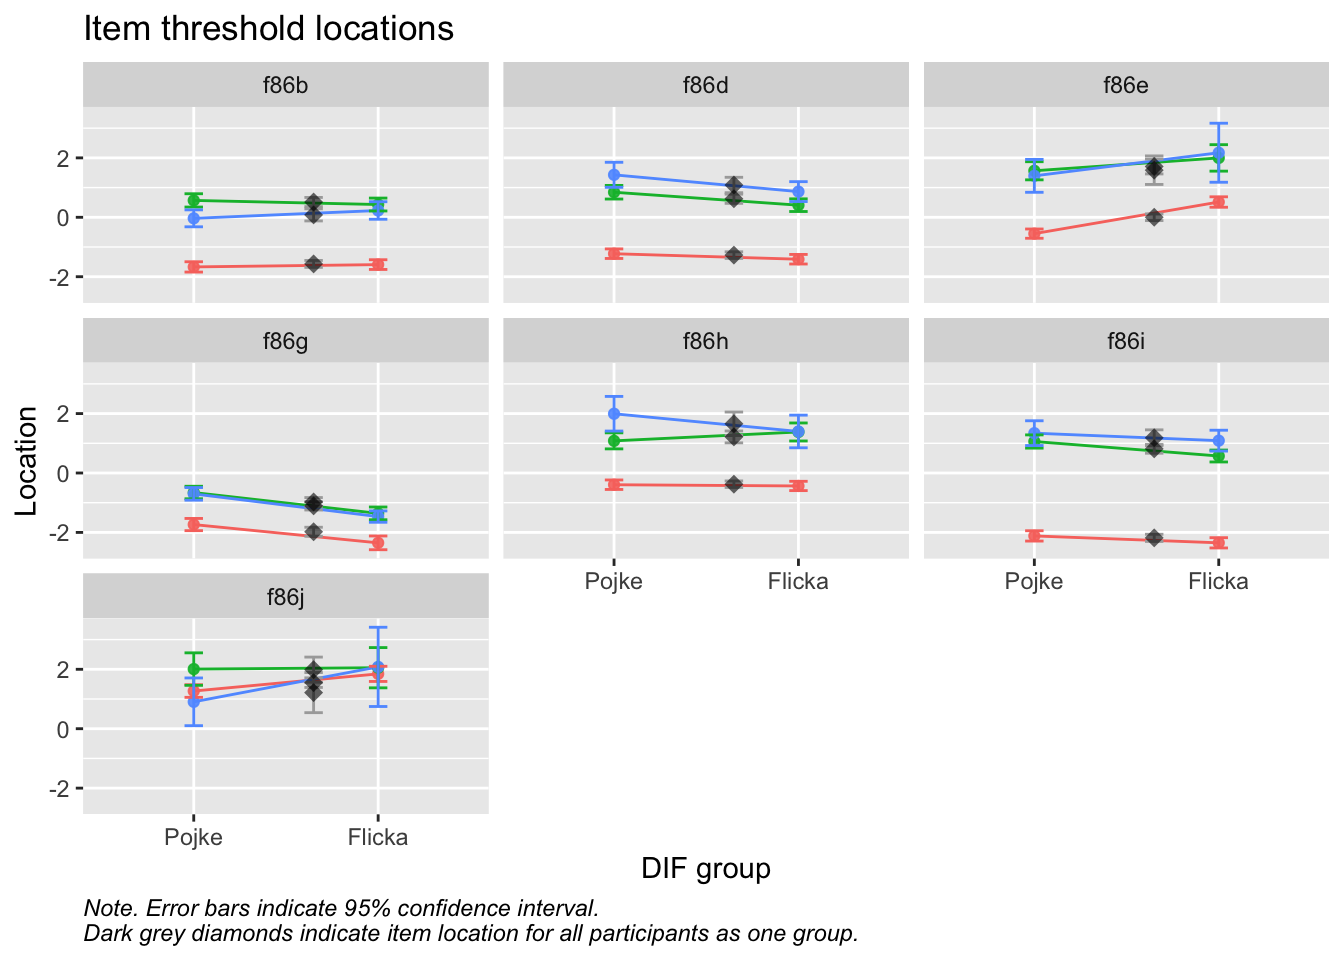 Item threshold locations
f86b
f86d
f86e
2
0
-2
f86g
f86h
f86i
2
0
-2
Pojke
Flicka
Pojke
Flicka
f86j
2
0
-2
Pojke
Flicka
Location
DIF group
Note. Error bars indicate 95% confidence interval.
Dark grey diamonds indicate item location for all participants as one group.